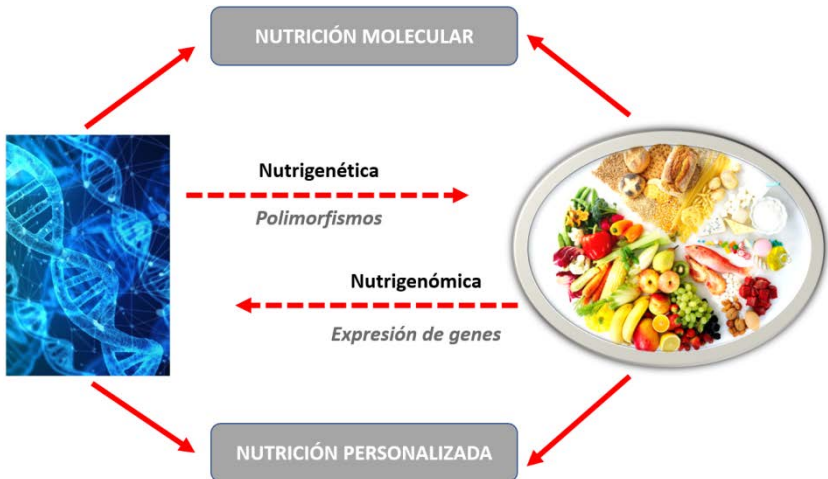 NUTRICIÓN MOLECULAR
Nutrigenética
Polimorfismos
Nutrigenómica
Expresión de genes
NUTRICIÓN PERSONALIZADA